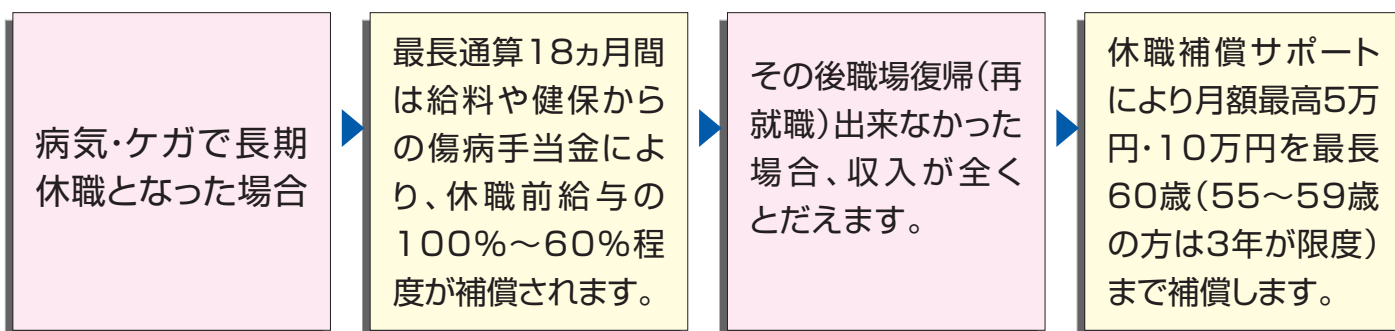 病気・ケガで長期
休職となった場合
最長通算18ヵ月間
は給料や健保から
の傷病手当金によ
り、休職前給与の
100%～60%程
度が補償されます。
その後職場復帰(再
就職)出来なかった
場合、収入が全く
とだえます。
休職補償サポート
により月額最高5万
円・10万円を最長
60歳(55～59歳
の方は3年が限度)
まで補償します。